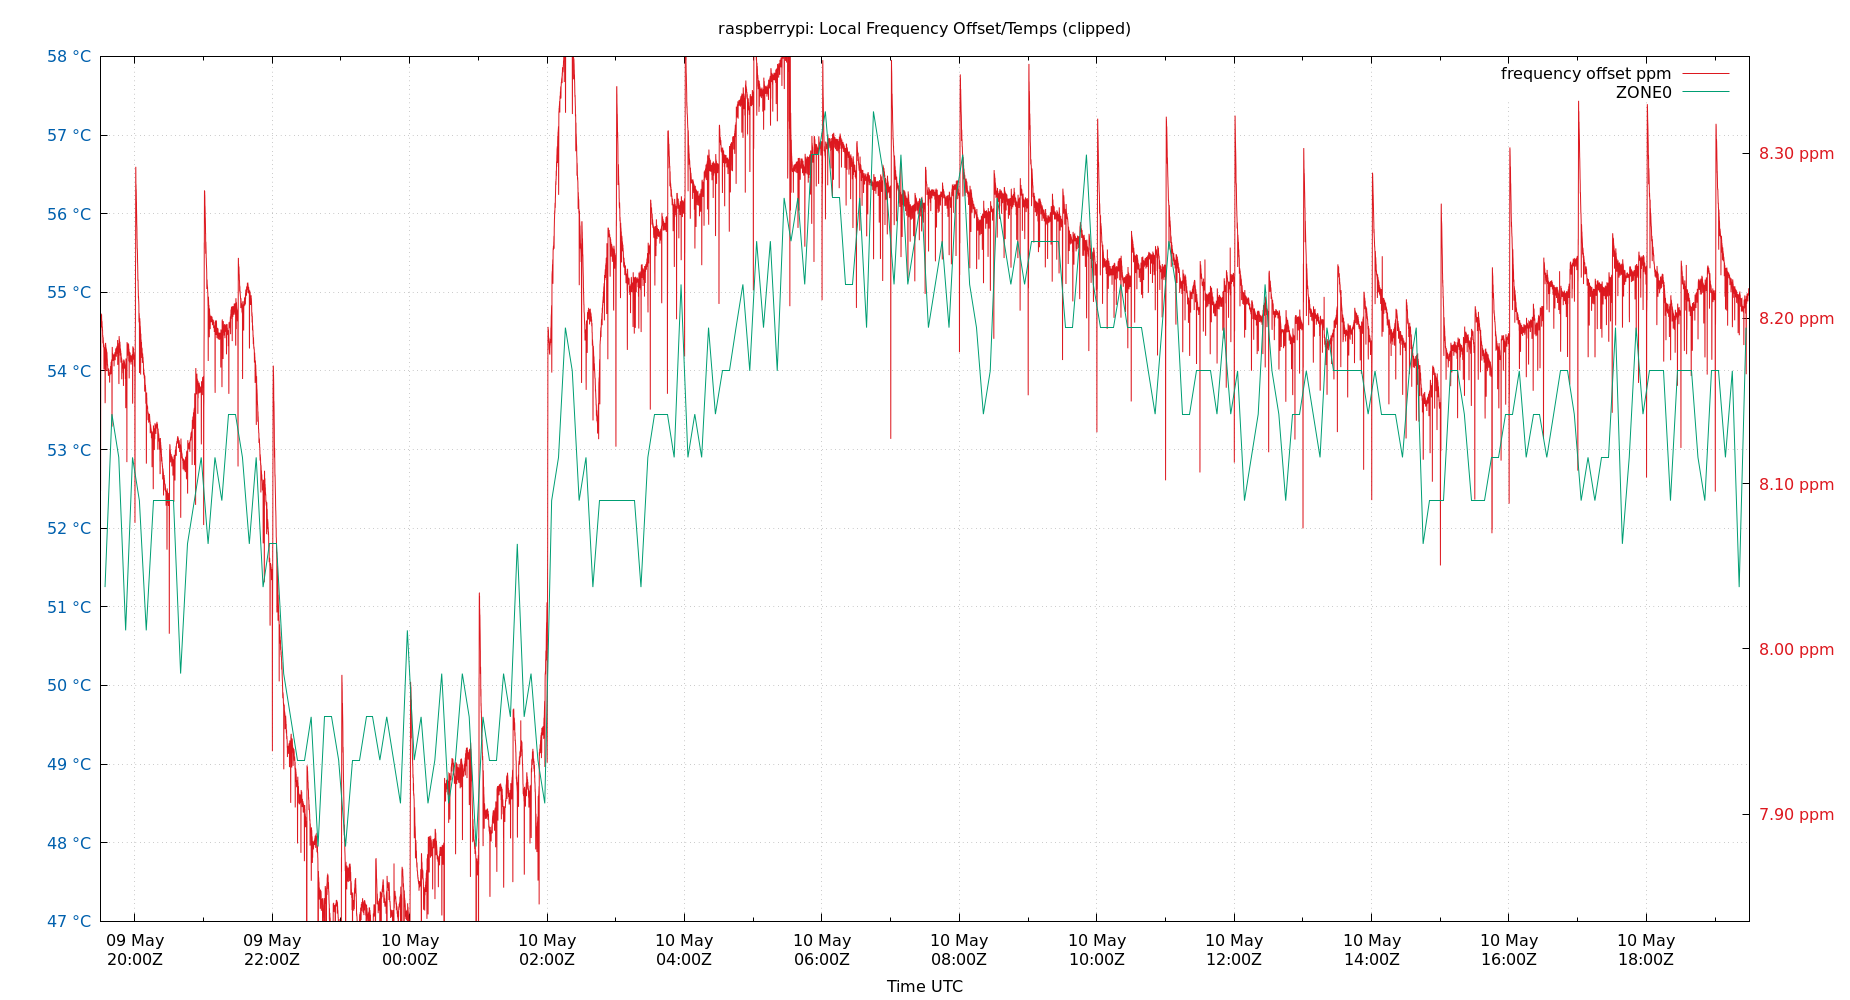 raspberrypi: Local Frequency Offset/Temps (clipped)
frequency offset ppm
ZONE0
58 °C
57 °C
56 °C
55 °C
54 °C
53 °C
52 °C
51 °C
50 °C
49 °C
48 °C
47 °C
8.30 ppm
8.20 ppm
8.10 ppm
8.00 ppm
7.90 ppm
09 May 09 May 10 May 10 May 10 May 10 May 10 May 10 May 10 May 10 May 10 May 10 May
20:00Z 22:00Z 00:00Z 02:00Z 04:00Z 06:00Z 08:00Z 10:00Z 12:00Z 14:00Z 16:00Z 18:00Z
Time UTC